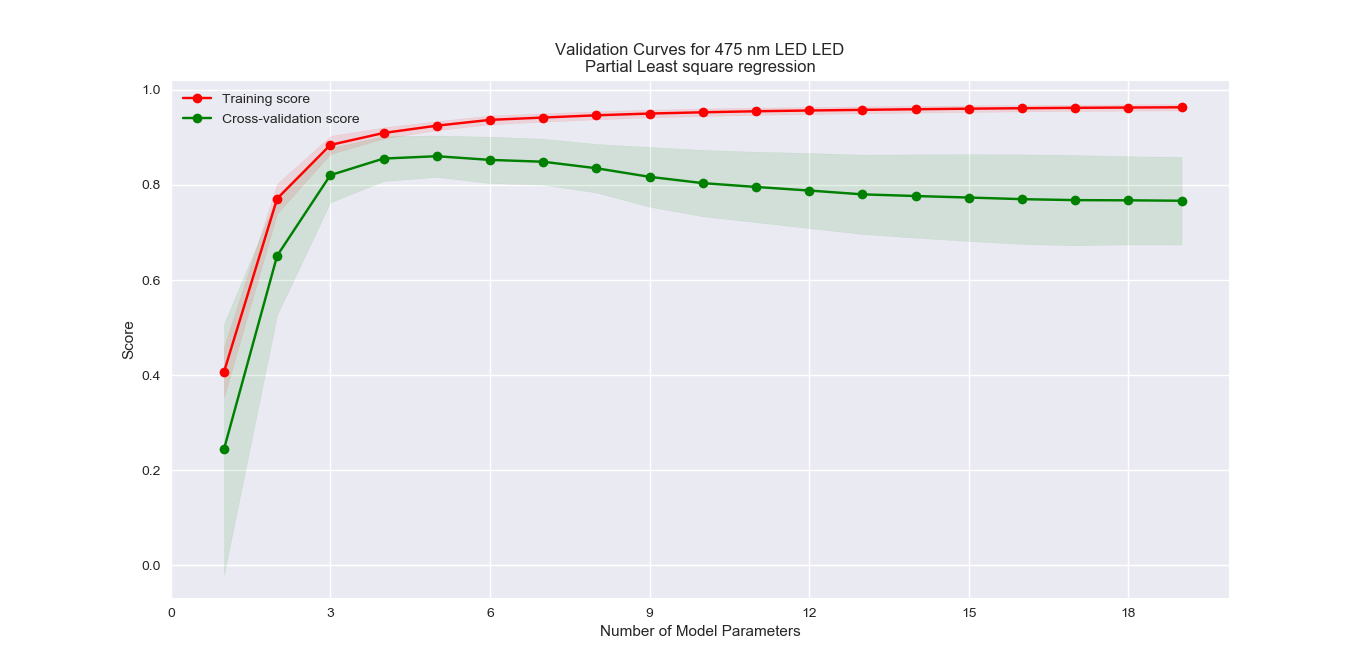 Validation Curves for 475 nm LED LED
Partial Least square regression
Training score
Cross-validation score
1.0
0.8
0.6
0.4
0.2
0.0
Score
0
3
6
9
12
15
18
Number of Model Parameters